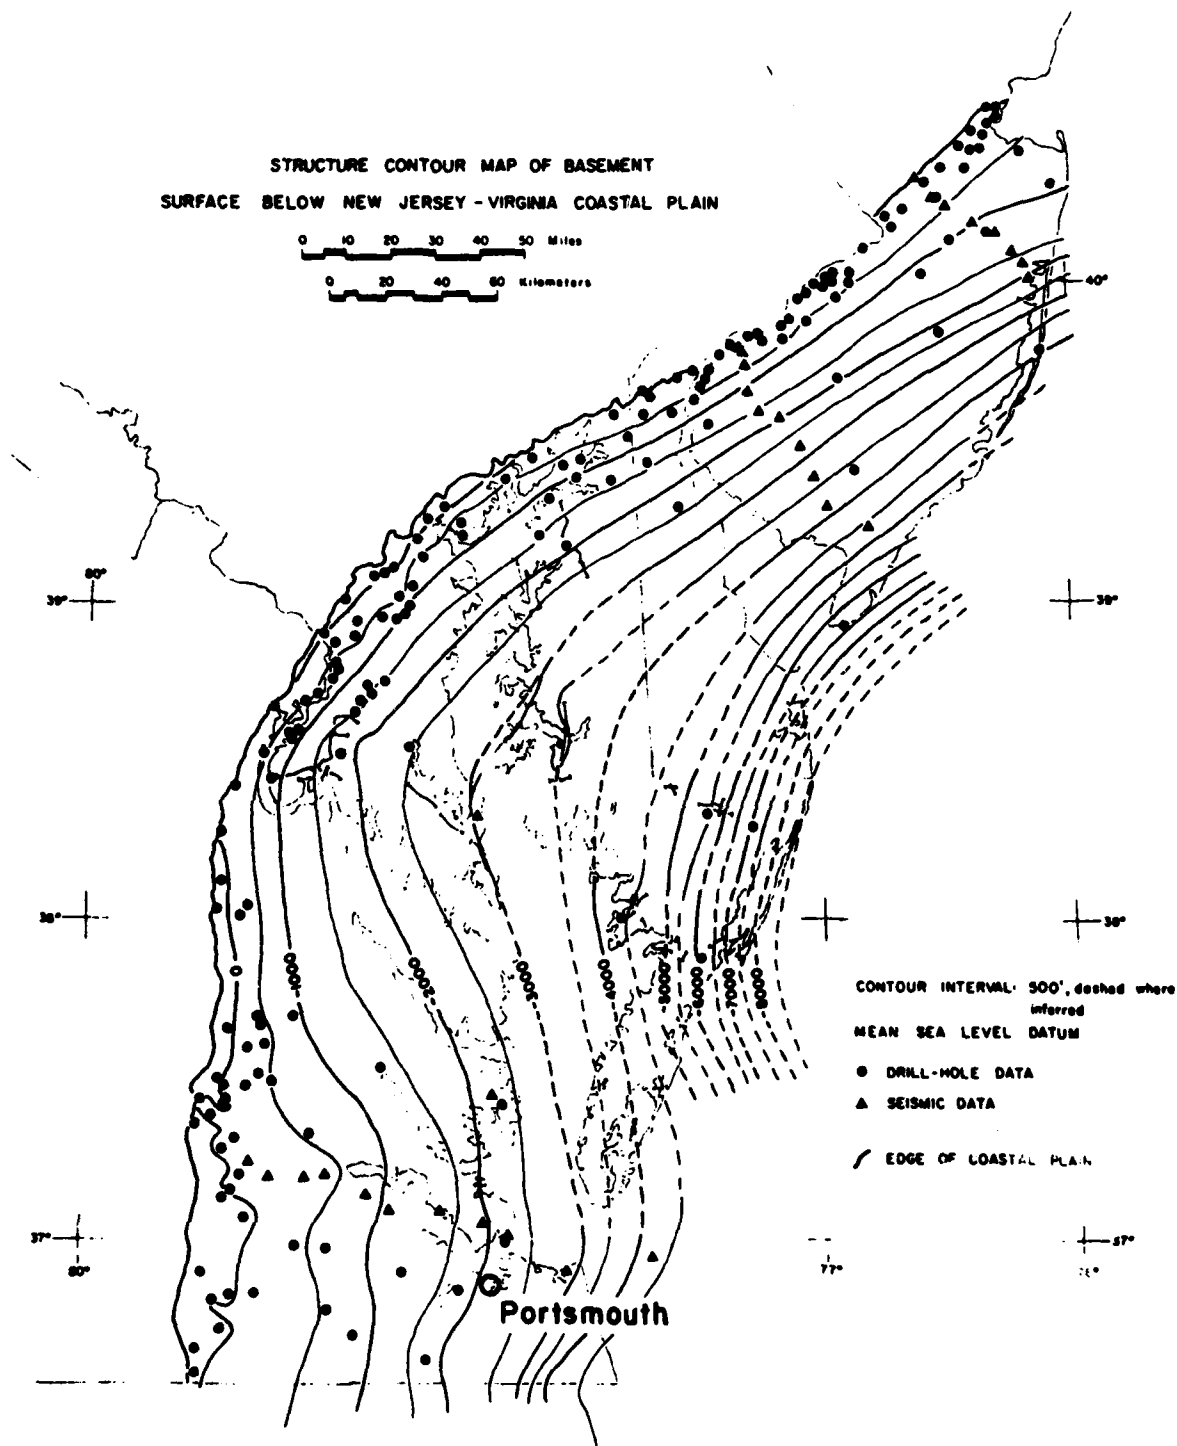 STRUCTURE CONTOUR MAP OF BASEMENT
SURFACE BELOW NEW JERSEY - VIRGINIA COASTAL PLAIN
0 10 20 30 40 50 Miles
0 20 40 60 Kilometers
40°
80°
39°
39°
38°
38°
0
-1000
-2000
-3000
-4000
-5000
-6000
-7000
-8000
CONTOUR INTERVAL: 500', dashed where
inferred
MEAN SEA LEVEL DATUM
DRILL-HOLE DATA
SEISMIC DATA
EDGE OF COASTAL PLAIN
37°
80°
77°
37°
Portsmouth